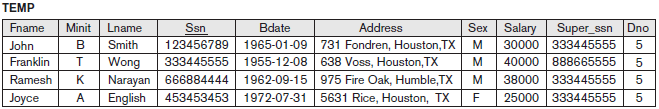 TEMP
Fname Minit Lname Ssn Bdate Address Sex Salary Super_ssn Dno
John B Smith 123456789 1965-01-09 731 Fondren, Houston,TX M 30000 333445555 5
Franklin T Wong 333445555 1955-12-08 638 Voss, Houston,TX M 40000 888665555 5
Ramesh K Narayan 666884444 1962-09-15 975 Fire Oak, Humble,TX M 38000 333445555 5
Joyce A English 453453453 1972-07-31 5631 Rice, Houston, TX F 25000 333445555 5